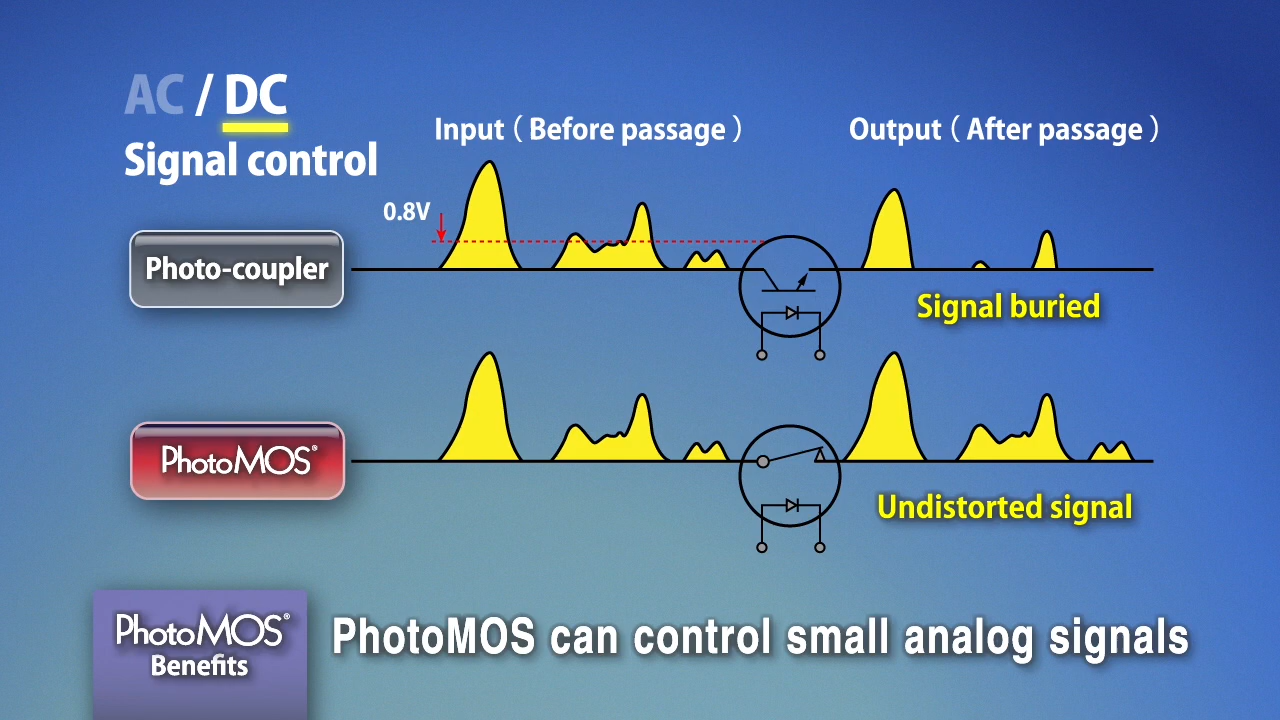 AC / DC
Signal control
Input ( Before passage )
Output ( After passage )
0.8V
Photo-coupler
Signal buried
PhotoMOS®
Undistorted signal
PhotoMOS®
Benefits
PhotoMOS can control small analog signals